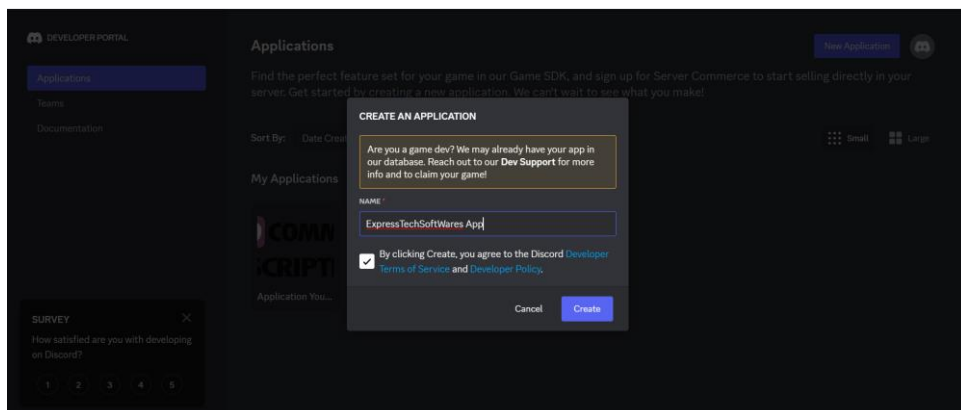 DEVELOPER PORTAL
Applications
Teams
Documentation
Applications
New Application
Find the perfect feature set for your game in our Game SDK, and sign up for Server Commerce to start selling directly in your
server. Get started by creating a new application. We can't wait to see what you make!
Sort By: Date Creat
Small
Large
My Applications
COMM
CRIPTI
Application You...
CREATE AN APPLICATION
Are you a game dev? We may already have your app in
our database. Reach out to our Dev Support for more
info and to claim your game!
NAME *
ExpressTechSoftWares App
By clicking Create, you agree to the Discord Developer
Terms of Service and Developer Policy.
Cancel
Create
SURVEY
How satisfied are you with developing
on Discord?
1 2 3 4 5